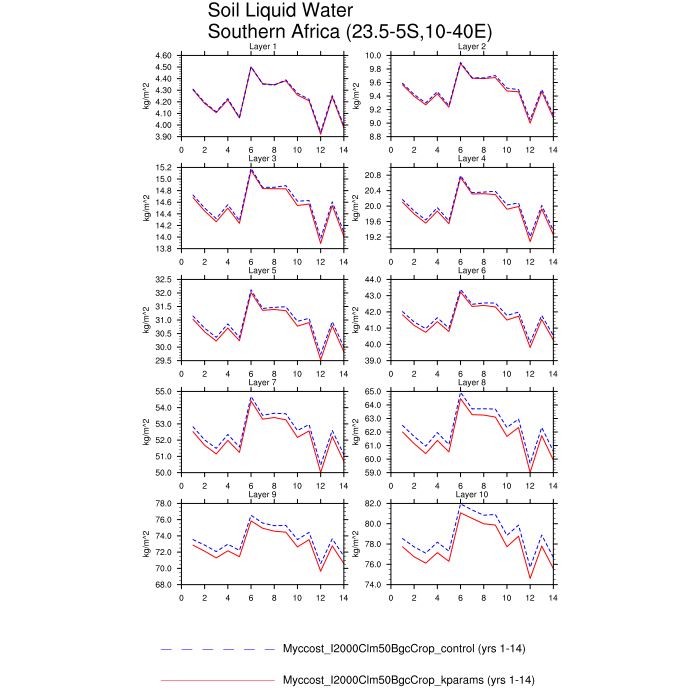 Soil Liquid Water
Southern Africa (23.5-5S,10-40E)
Layer 1
4.60
4.50
4.40
4.30
4.20
4.10
4.00
3.90
kg/m^2
0 2 4 6 8 10 12 14
Layer 2
10.0
9.8
9.6
9.4
9.2
9.0
8.8
kg/m^2
0 2 4 6 8 10 12 14
Layer 3
15.2
15.0
14.8
14.6
14.4
14.2
14.0
13.8
kg/m^2
0 2 4 6 8 10 12 14
Layer 4
20.8
20.4
20.0
19.6
19.2
kg/m^2
0 2 4 6 8 10 12 14
Layer 5
32.5
32.0
31.5
31.0
30.5
30.0
29.5
kg/m^2
0 2 4 6 8 10 12 14
Layer 6
44.0
43.0
42.0
41.0
40.0
39.0
kg/m^2
0 2 4 6 8 10 12 14
Layer 7
55.0
54.0
53.0
52.0
51.0
50.0
kg/m^2
0 2 4 6 8 10 12 14
Layer 8
65.0
64.0
63.0
62.0
61.0
60.0
59.0
kg/m^2
0 2 4 6 8 10 12 14
Layer 9
78.0
76.0
74.0
72.0
70.0
68.0
kg/m^2
0 2 4 6 8 10 12 14
Layer 10
82.0
80.0
78.0
76.0
74.0
kg/m^2
0 2 4 6 8 10 12 14
Myccost_I2000Clm50BgcCrop_control (yrs 1-14)
Myccost_I2000Clm50BgcCrop_kparams (yrs 1-14)